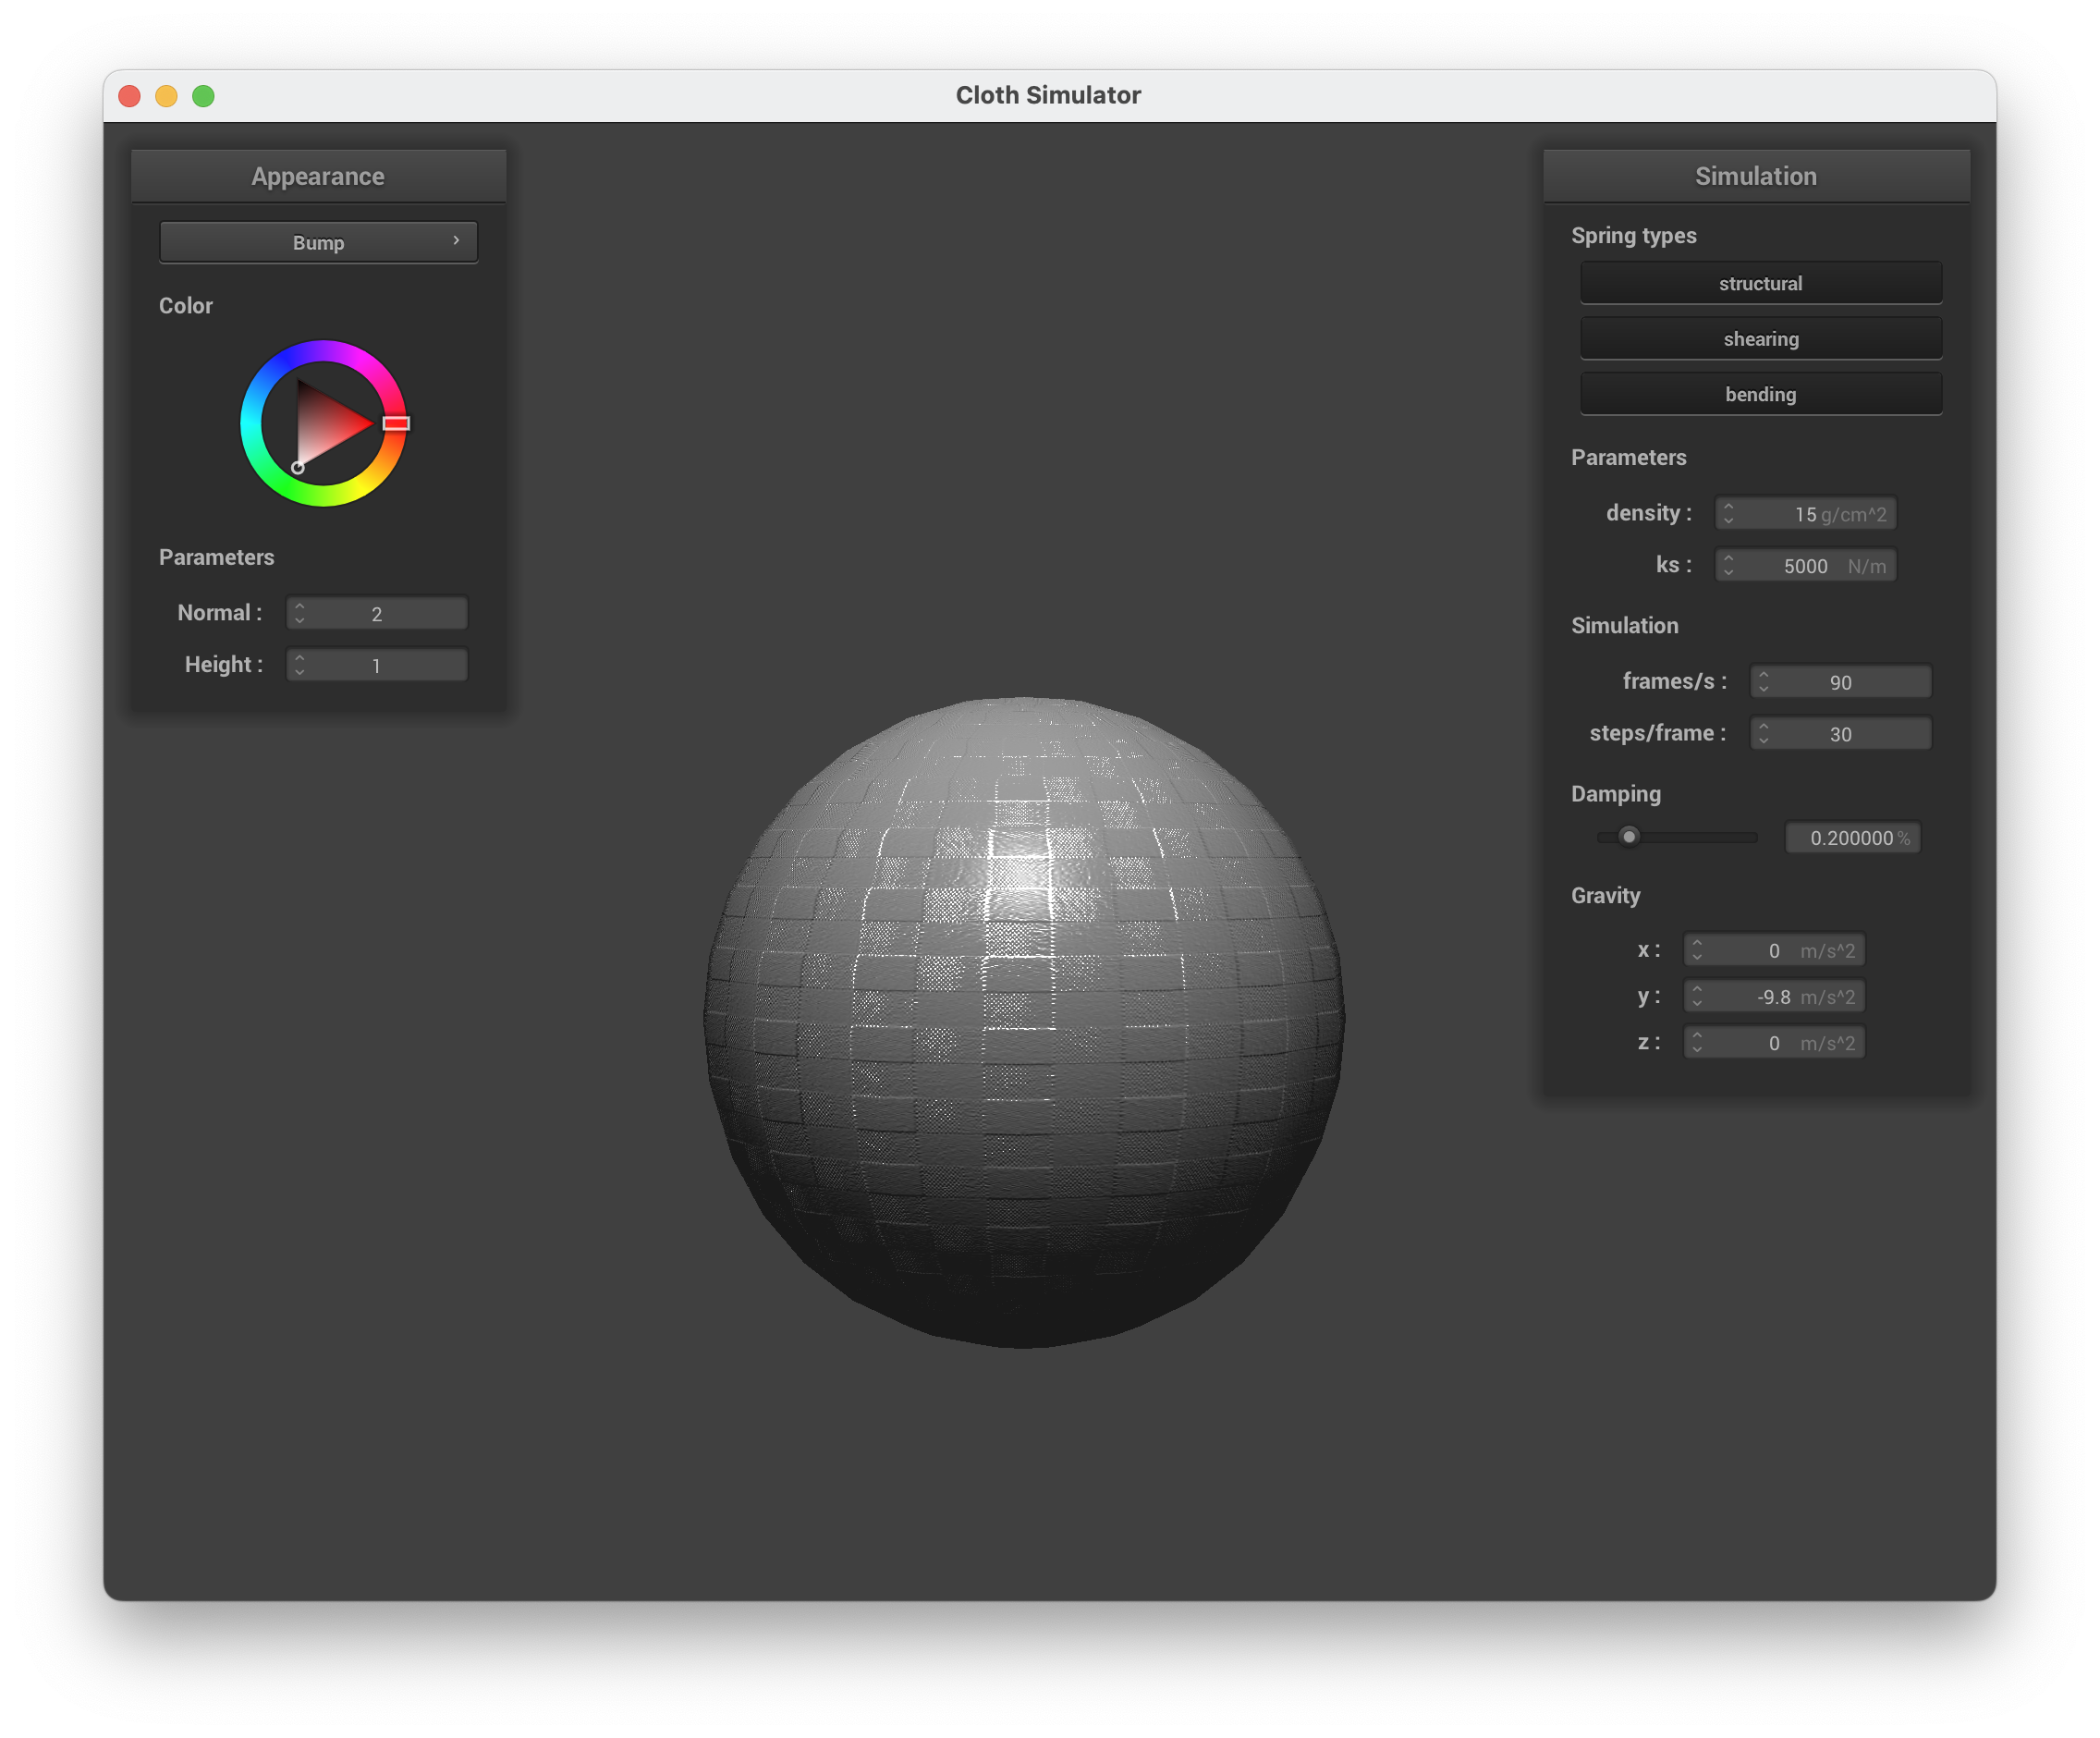 Cloth Simulator
Appearance
Bump
Color
Parameters
Normal : 2
Height : 1
Simulation
Spring types
structural
shearing
bending
Parameters
density : 15 g/cm^2
ks : 5000 N/m
Simulation
frames/s : 90
steps/frame : 30
Damping
0.200000 %
Gravity
x : 0 m/s^2
y : -9.8 m/s^2
z : 0 m/s^2